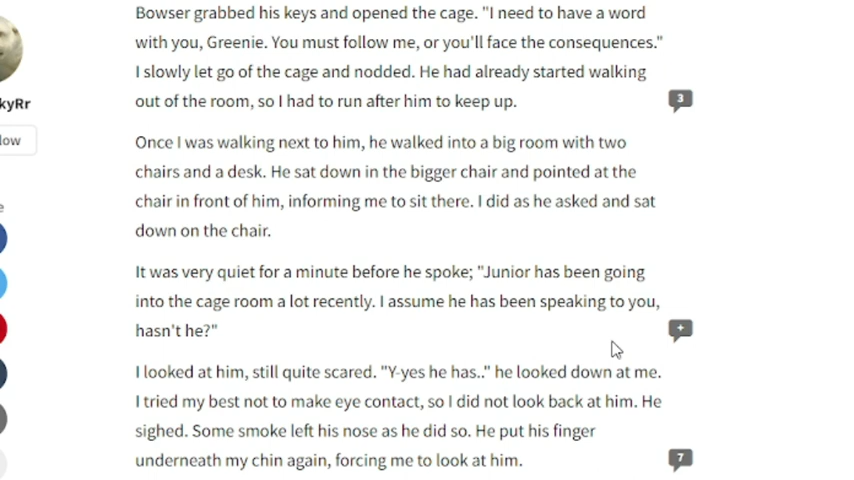 Bowser grabbed his keys and opened the cage. "I need to have a word
with you, Greenie. You must follow me, or you'll face the consequences."
I slowly let go of the cage and nodded. He had already started walking
out of the room, so I had to run after him to keep up.
3
kyRr
low
Once I was walking next to him, he walked into a big room with two
chairs and a desk. He sat down in the bigger chair and pointed at the
chair in front of him, informing me to sit there. I did as he asked and sat
down on the chair.
e
It was very quiet for a minute before he spoke; "Junior has been going
into the cage room a lot recently. I assume he has been speaking to you,
hasn't he?"
+
I looked at him, still quite scared. "Y-yes he has.." he looked down at me.
I tried my best not to make eye contact, so I did not look back at him. He
sighed. Some smoke left his nose as he did so. He put his finger
underneath my chin again, forcing me to look at him.
7